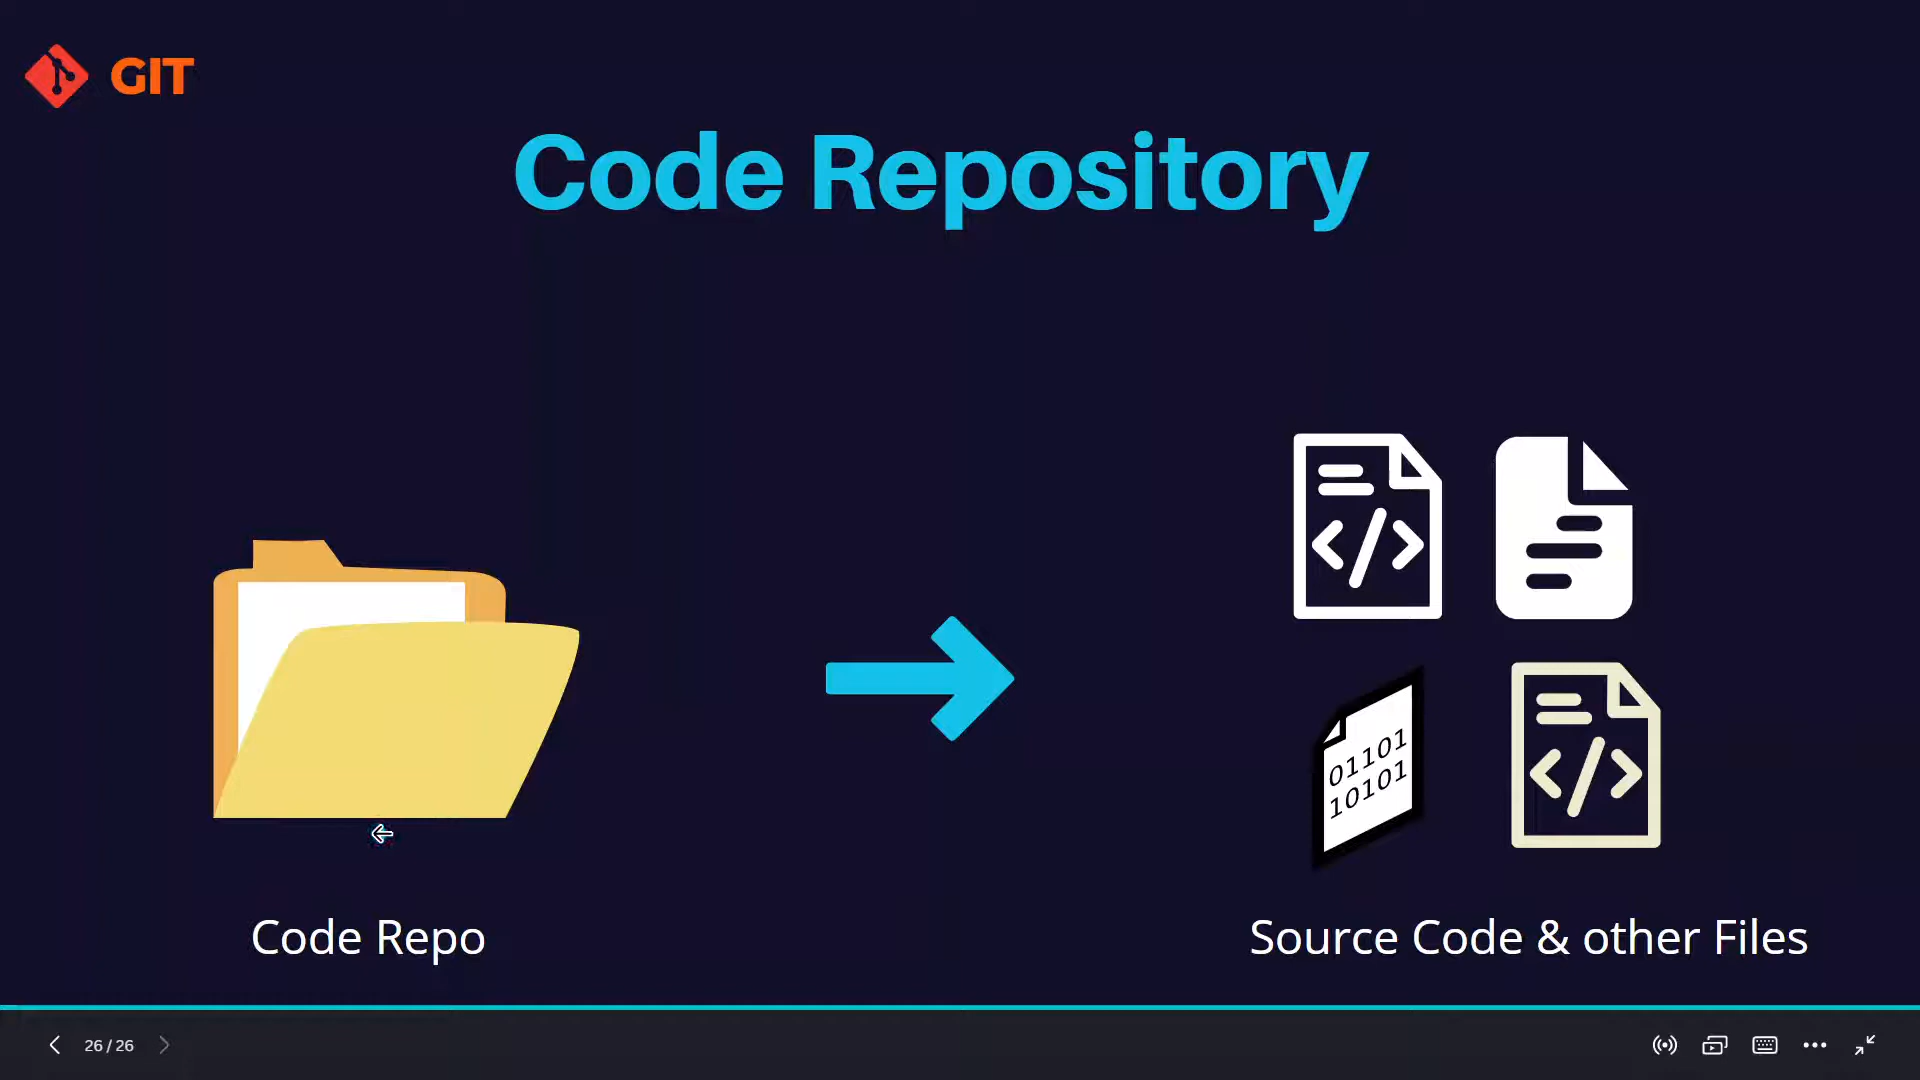 GIT
Code Repository
</>
01101
10101
</>
Code Repo
Source Code & other Files
26 / 26